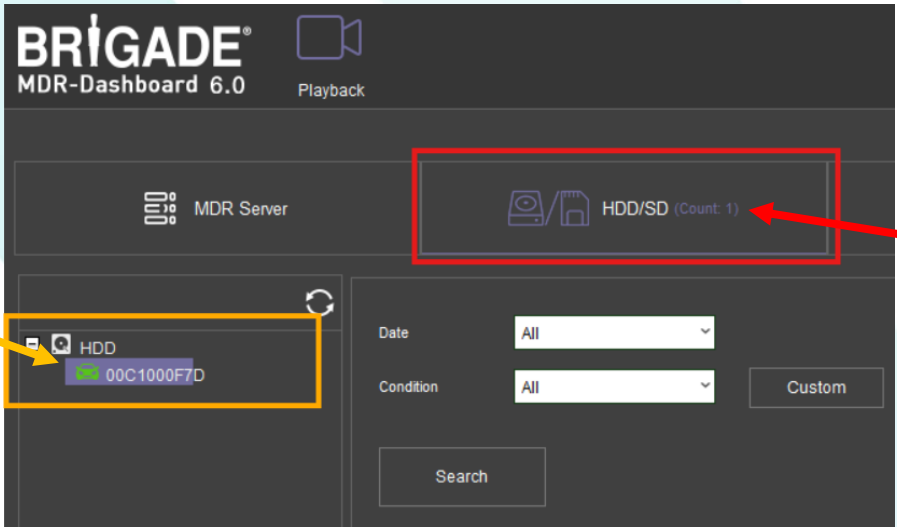 BRIGADE®
MDR-Dashboard 6.0
Playback
MDR Server
HDD/SD (Count: 1)
HDD
00C1000F7D
Date
All
Condition
All
Custom
Search